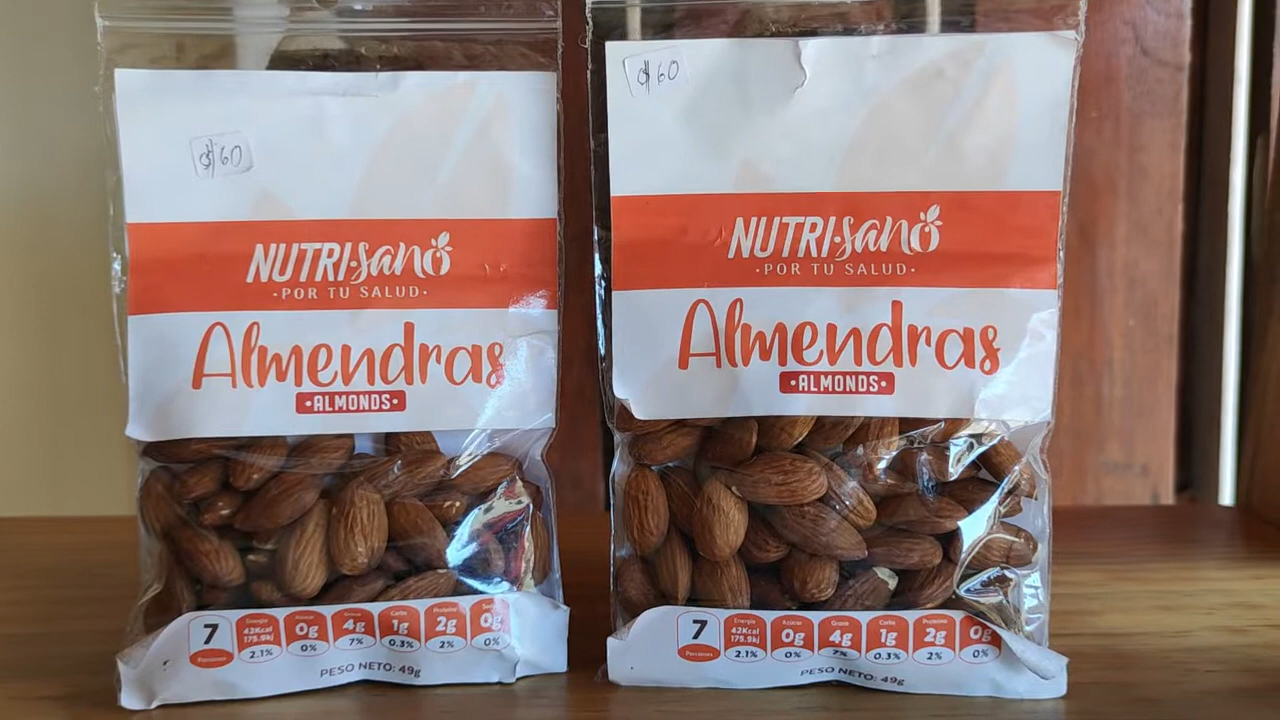 C$60
NUTRI·sano
·POR TU SALUD·
Almendras
·ALMONDS·
7
Porciones
Energía
42Kcal
175.9kj
2.1%
Azúcar
0g
0%
Grasa
4g
7%
Carbs
1g
0.3%
Proteína
2g
2%
0g
0%
PESO NETO: 49g
C$60
NUTRI·sano
·POR TU SALUD·
Almendras
·ALMONDS·
7
Porciones
Energía
42Kcal
175.9kj
2.1%
Azúcar
0g
0%
Grasa
4g
7%
Carbs
1g
0.3%
Proteína
2g
2%
0g
0%
PESO NETO: 49g